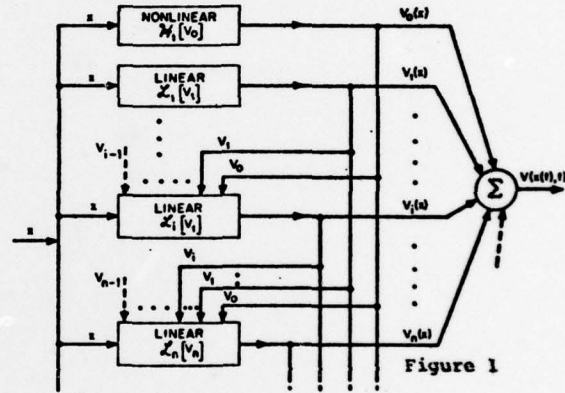 NONLINEAR
x ℋ₁[V₀] V₀(x)
LINEAR
x ℒ₁[V₁] V₁(x)
V₁
Vᵢ₋₁ V₀ V(x(t),t)
Σ
LINEAR
x ℒᵢ[V₁] Vᵢ(x)
x
Vᵢ
Vₙ₋₁ V₁
V₀
LINEAR
x ℒₙ[Vₙ] Vₙ(x)
Figure 1